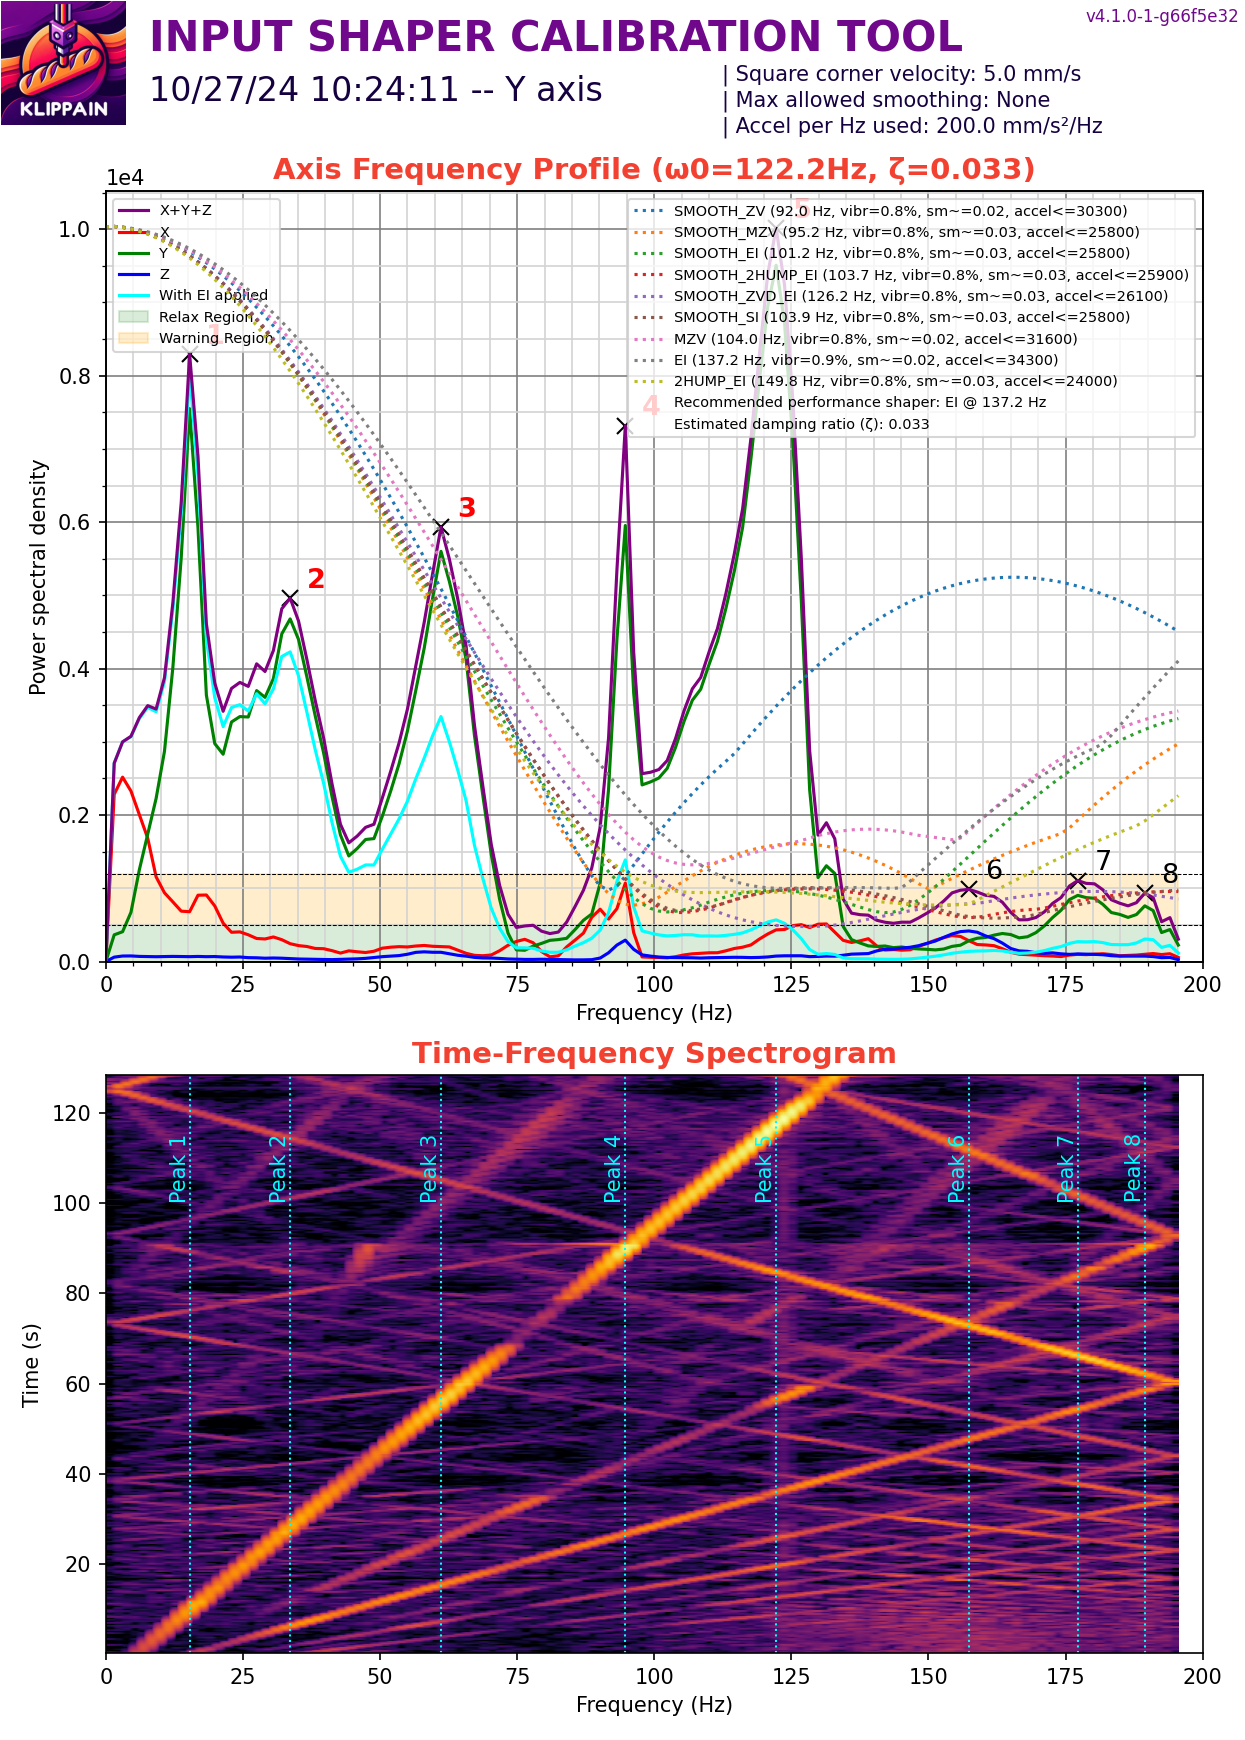 v4.1.0-1-g66f5e32
INPUT SHAPER CALIBRATION TOOL
10/27/24 10:24:11 -- Y axis
| Square corner velocity: 5.0 mm/s
| Max allowed smoothing: None
| Accel per Hz used: 200.0 mm/s²/Hz
KLIPPAIN
Axis Frequency Profile (ω0=122.2Hz, ζ=0.033)
1e4
X+Y+Z
X
Y
Z
With EI applied
Relax Region
Warning Region
SMOOTH_ZV (92.0 Hz, vibr=0.8%, sm~=0.02, accel<=30300)
SMOOTH_MZV (95.2 Hz, vibr=0.8%, sm~=0.03, accel<=25800)
SMOOTH_EI (101.2 Hz, vibr=0.8%, sm~=0.03, accel<=25800)
SMOOTH_2HUMP_EI (103.7 Hz, vibr=0.8%, sm~=0.03, accel<=25900)
SMOOTH_ZVD_EI (126.2 Hz, vibr=0.8%, sm~=0.03, accel<=26100)
SMOOTH_SI (103.9 Hz, vibr=0.8%, sm~=0.03, accel<=25800)
MZV (104.0 Hz, vibr=0.8%, sm~=0.02, accel<=31600)
EI (137.2 Hz, vibr=0.9%, sm~=0.02, accel<=34300)
2HUMP_EI (149.8 Hz, vibr=0.8%, sm~=0.03, accel<=24000)
Recommended performance shaper: EI @ 137.2 Hz
Estimated damping ratio (ζ): 0.033
1
2
3
4
5
6
7
8
Power spectral density
1.0
0.8
0.6
0.4
0.2
0.0
0 25 50 75 100 125 150 175 200
Frequency (Hz)
Time-Frequency Spectrogram
Peak 1
Peak 2
Peak 3
Peak 4
Peak 5
Peak 6
Peak 7
Peak 8
Time (s)
120
100
80
60
40
20
0 25 50 75 100 125 150 175 200
Frequency (Hz)